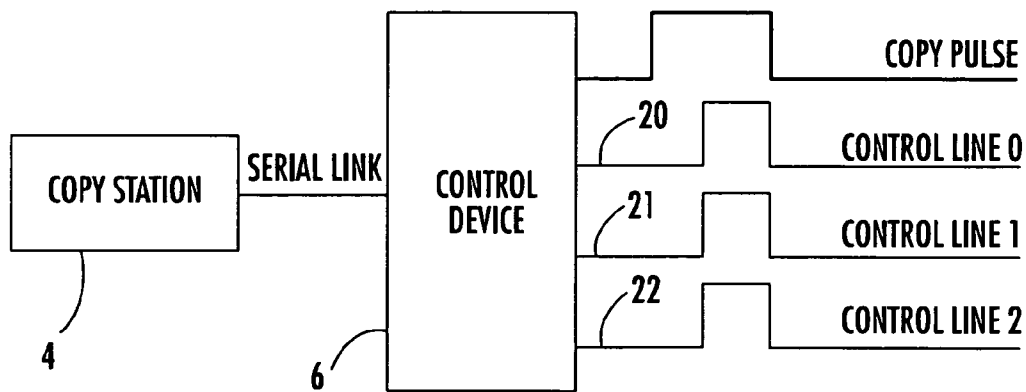 COPY PULSE
20
CONTROL LINE 0
COPY STATION
SERIAL LINK
CONTROL
DEVICE
21
CONTROL LINE 1
22
CONTROL LINE 2
4
6